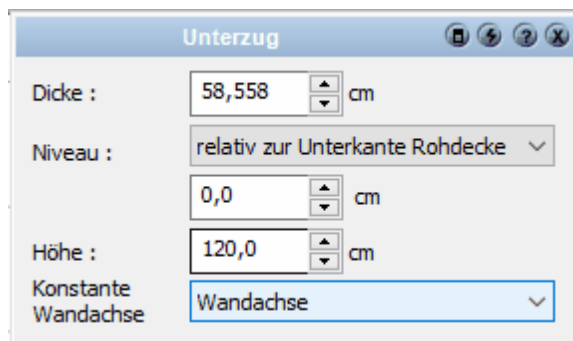 Unterzug
Dicke : 58,558 cm
Niveau : relativ zur Unterkante Rohdecke
0,0 cm
Höhe : 120,0 cm
Konstante
Wandachse Wandachse